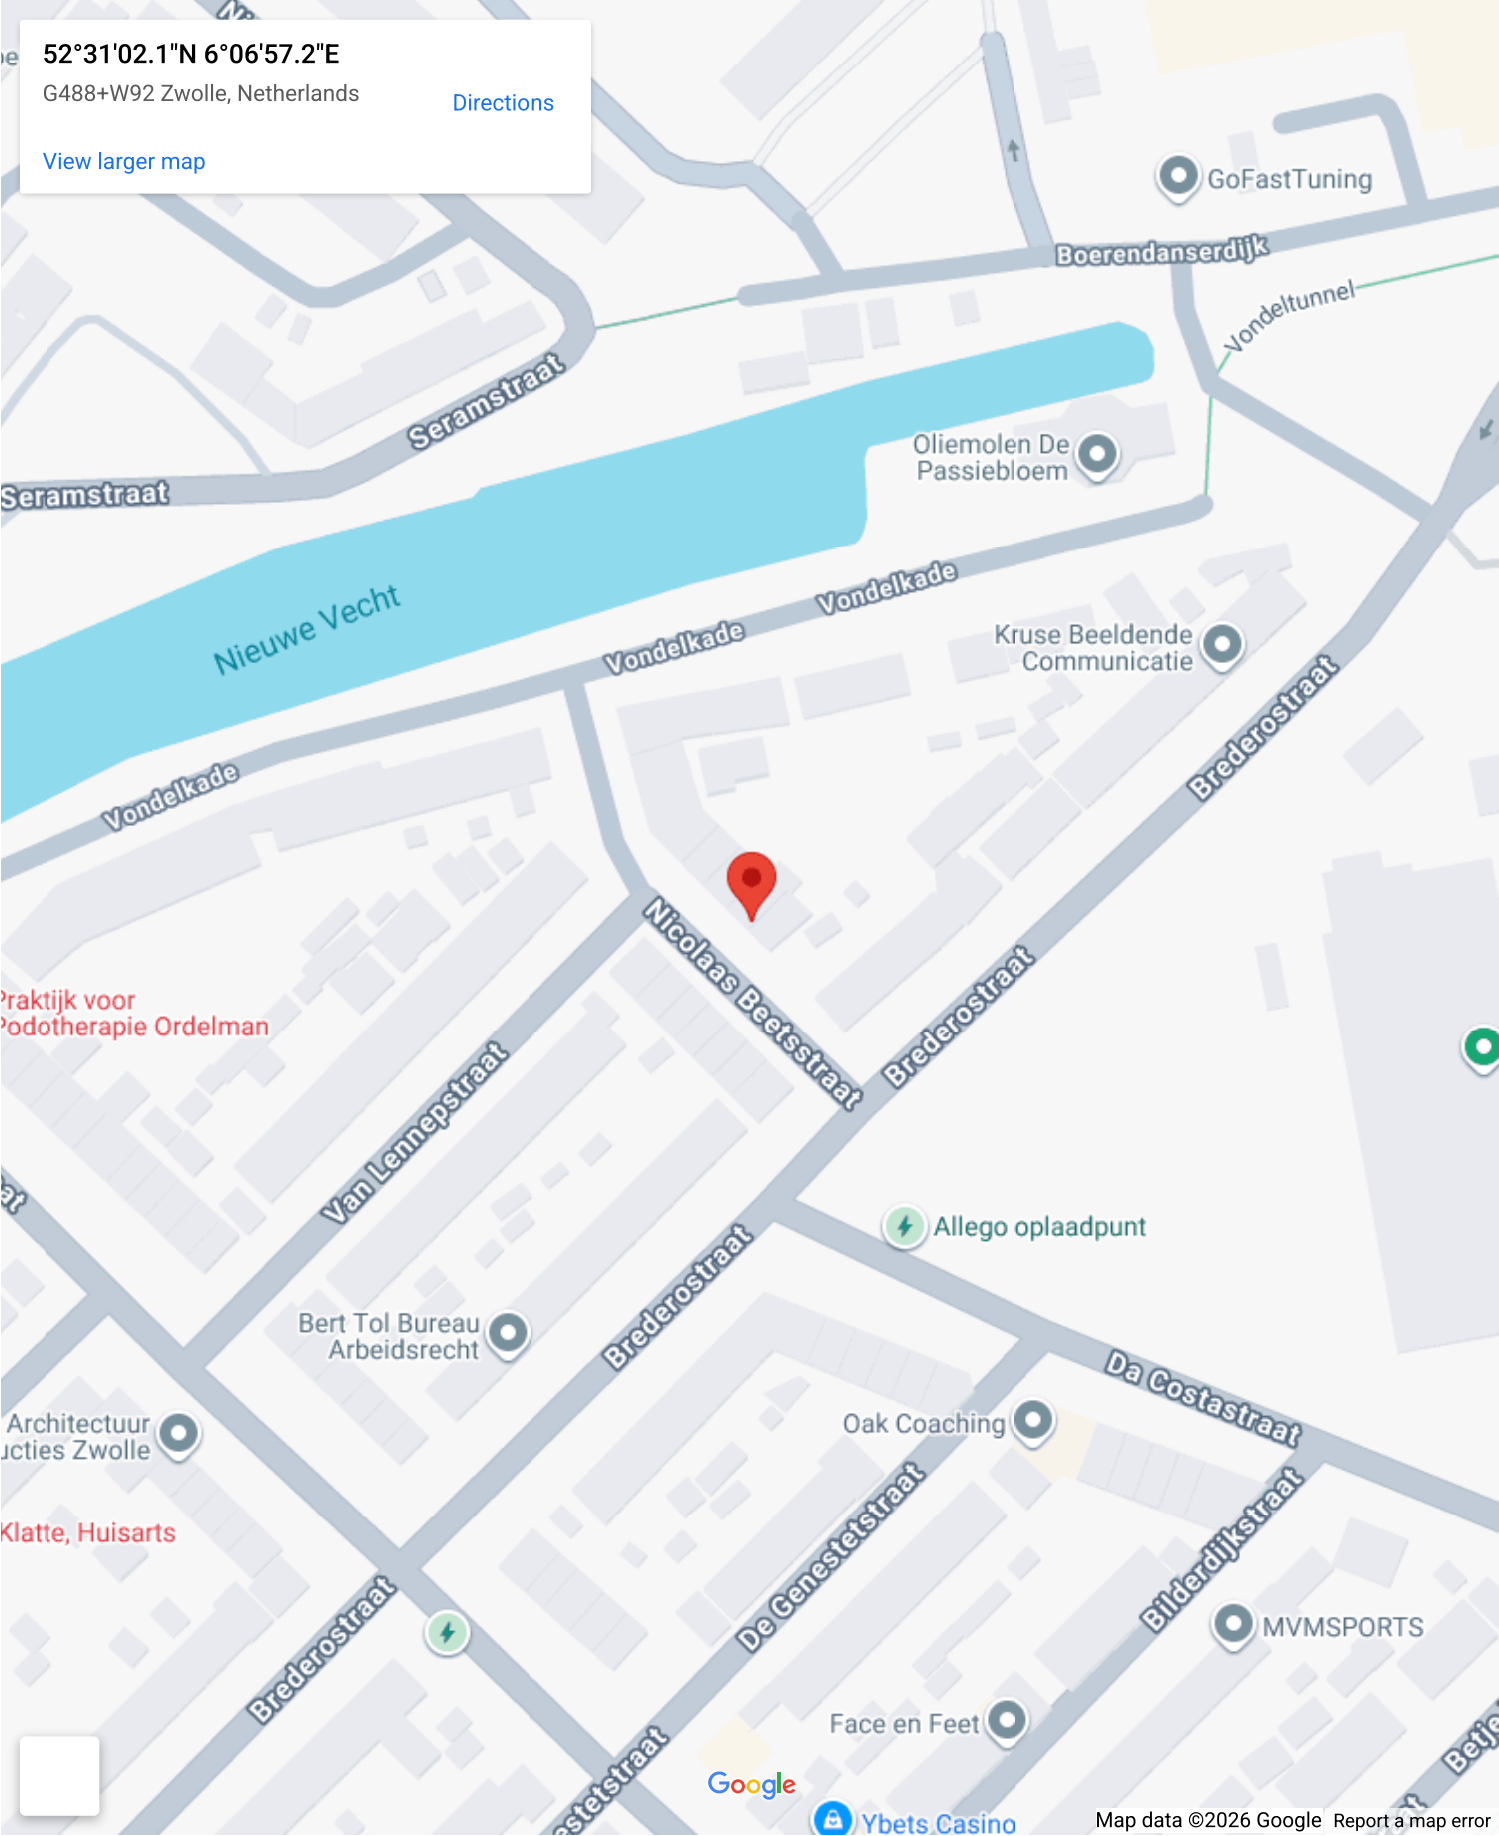 52°31'02.1"N 6°06'57.2"E
G488+W92 Zwolle, Netherlands
Directions
View larger map
GoFastTuning
Boerendanserdijk
Vondeltunnel
Seramstraat
Oliemolen De
Passiebloem
Seramstraat
Vondelkade
Nieuwe Vecht
Vondelkade
Kruse Beeldende
Communicatie
Brederostraat
Vondelkade
Nicolaas Beetsstraat
Praktijk voor
Podotherapie Ordelman
Brederostraat
Van Lennepstraat
Allego oplaadpunt
Brederostraat
Bert Tol Bureau
Arbeidsrecht
Da Costastraat
Architectuur
ucties Zwolle
Oak Coaching
Klatte, Huisarts
De Genestetstraat
Bilderdijkstraat
Brederostraat
MVMSPORTS
Face en Feet
estetstraat
Betje
Google
Ybets Casino
Map data ©2026 Google
Report a map error